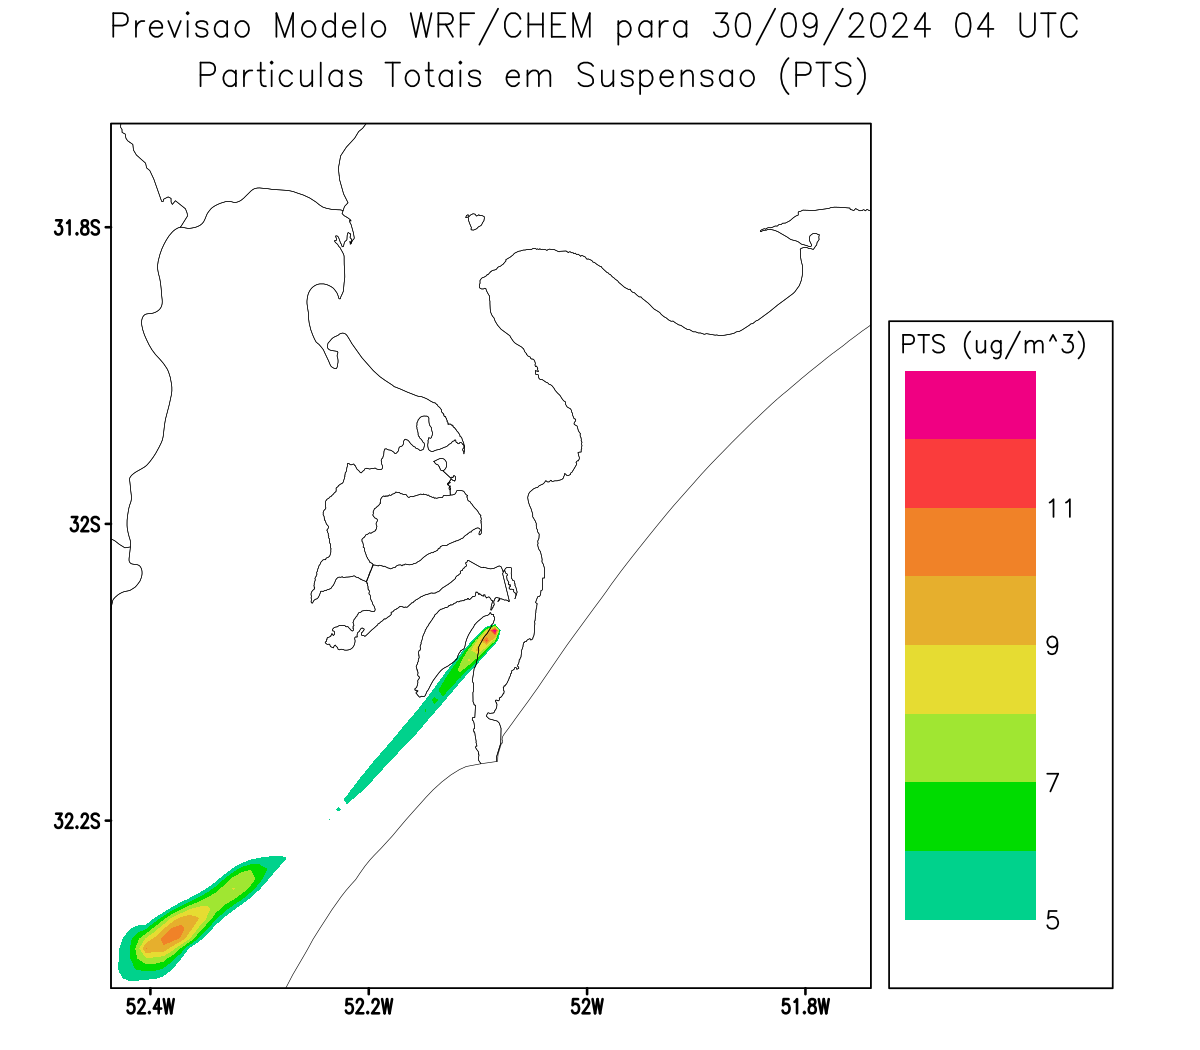 Previsao Modelo WRF/CHEM para 30/09/2024 04 UTC
Particulas Totais em Suspensao (PTS)
31.8S
32S
32.2S
52.4W
52.2W
52W
51.8W
PTS (ug/m^3)
11
9
7
5